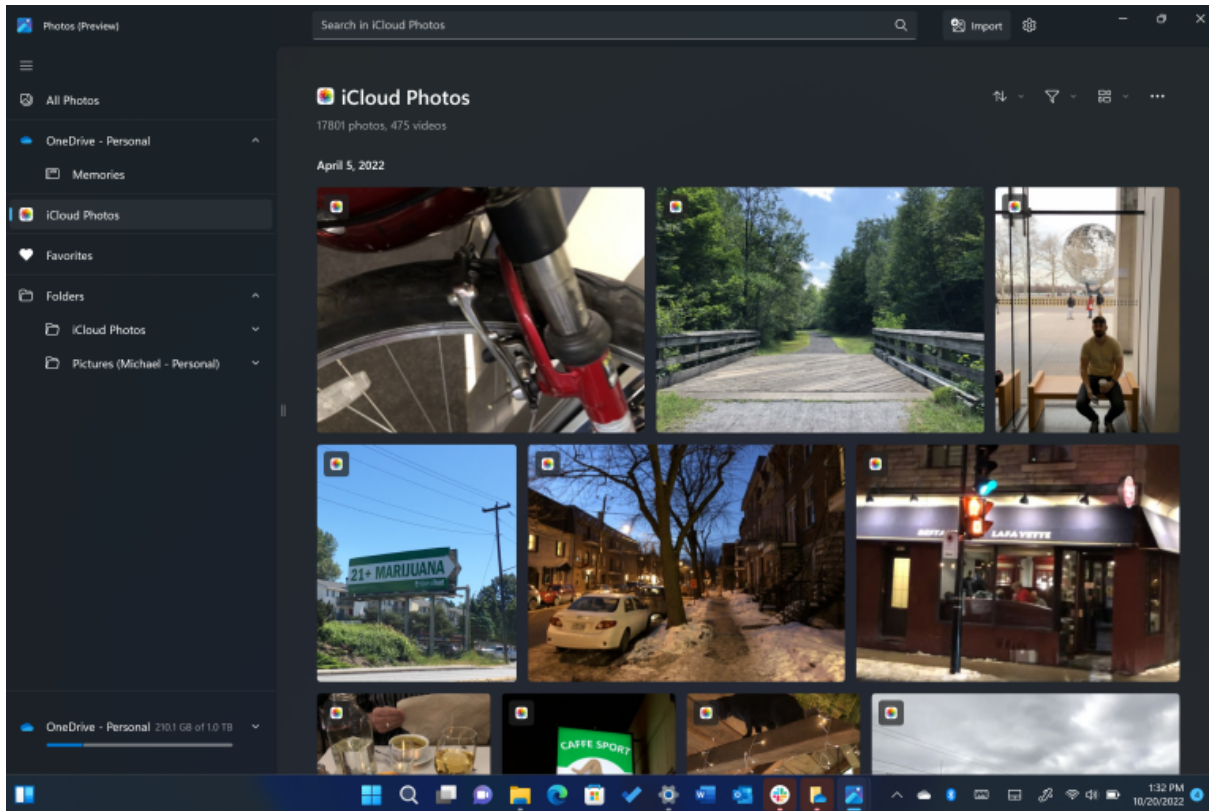 Photos (Preview)
Search in iCloud Photos
Import
All Photos
OneDrive - Personal
Memories
iCloud Photos
Favorites
Folders
iCloud Photos
Pictures (Michael - Personal)
OneDrive - Personal 210.1 GB of 1.0 TB
iCloud Photos
17801 photos, 475 videos
April 5, 2022
21+ MARIJUANA
LAFAYETTE
CAFFE SPORT
1:32 PM
10/20/2022
4